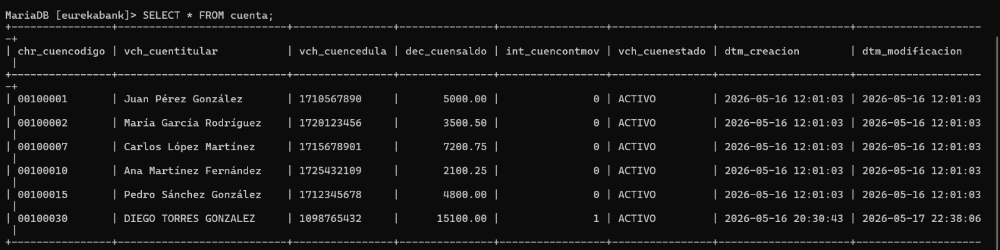 MariaDB [eurekabank]> SELECT * FROM cuenta;
+----------------+---------------------------+---------------+---------------+-----------------+----------------+---------------------+--------------------
-+
| chr_cuencodigo | vch_cuentitular           | vch_cuencedula | dec_cuensaldo | int_cuencontmov | vch_cuenestado | dtm_creacion        | dtm_modificacion
 |
+----------------+---------------------------+---------------+---------------+-----------------+----------------+---------------------+--------------------
-+
| 00100001       | Juan Pérez González       | 1710567890     |       5000.00 |               0 | ACTIVO         | 2026-05-16 12:01:03 | 2026-05-16 12:01:03
 |
| 00100002       | María García Rodríguez    | 1720123456     |       3500.50 |               0 | ACTIVO         | 2026-05-16 12:01:03 | 2026-05-16 12:01:03
 |
| 00100007       | Carlos López Martínez     | 1715678901     |       7200.75 |               0 | ACTIVO         | 2026-05-16 12:01:03 | 2026-05-16 12:01:03
 |
| 00100010       | Ana Martínez Fernández    | 1725432109     |       2100.25 |               0 | ACTIVO         | 2026-05-16 12:01:03 | 2026-05-16 12:01:03
 |
| 00100015       | Pedro Sánchez González    | 1712345678     |       4800.00 |               0 | ACTIVO         | 2026-05-16 12:01:03 | 2026-05-16 12:01:03
 |
| 00100030       | DIEGO TORRES GONZALEZ     | 1098765432     |      15100.00 |               1 | ACTIVO         | 2026-05-16 20:30:43 | 2026-05-17 22:38:06
 |
+----------------+---------------------------+---------------+---------------+-----------------+----------------+---------------------+--------------------